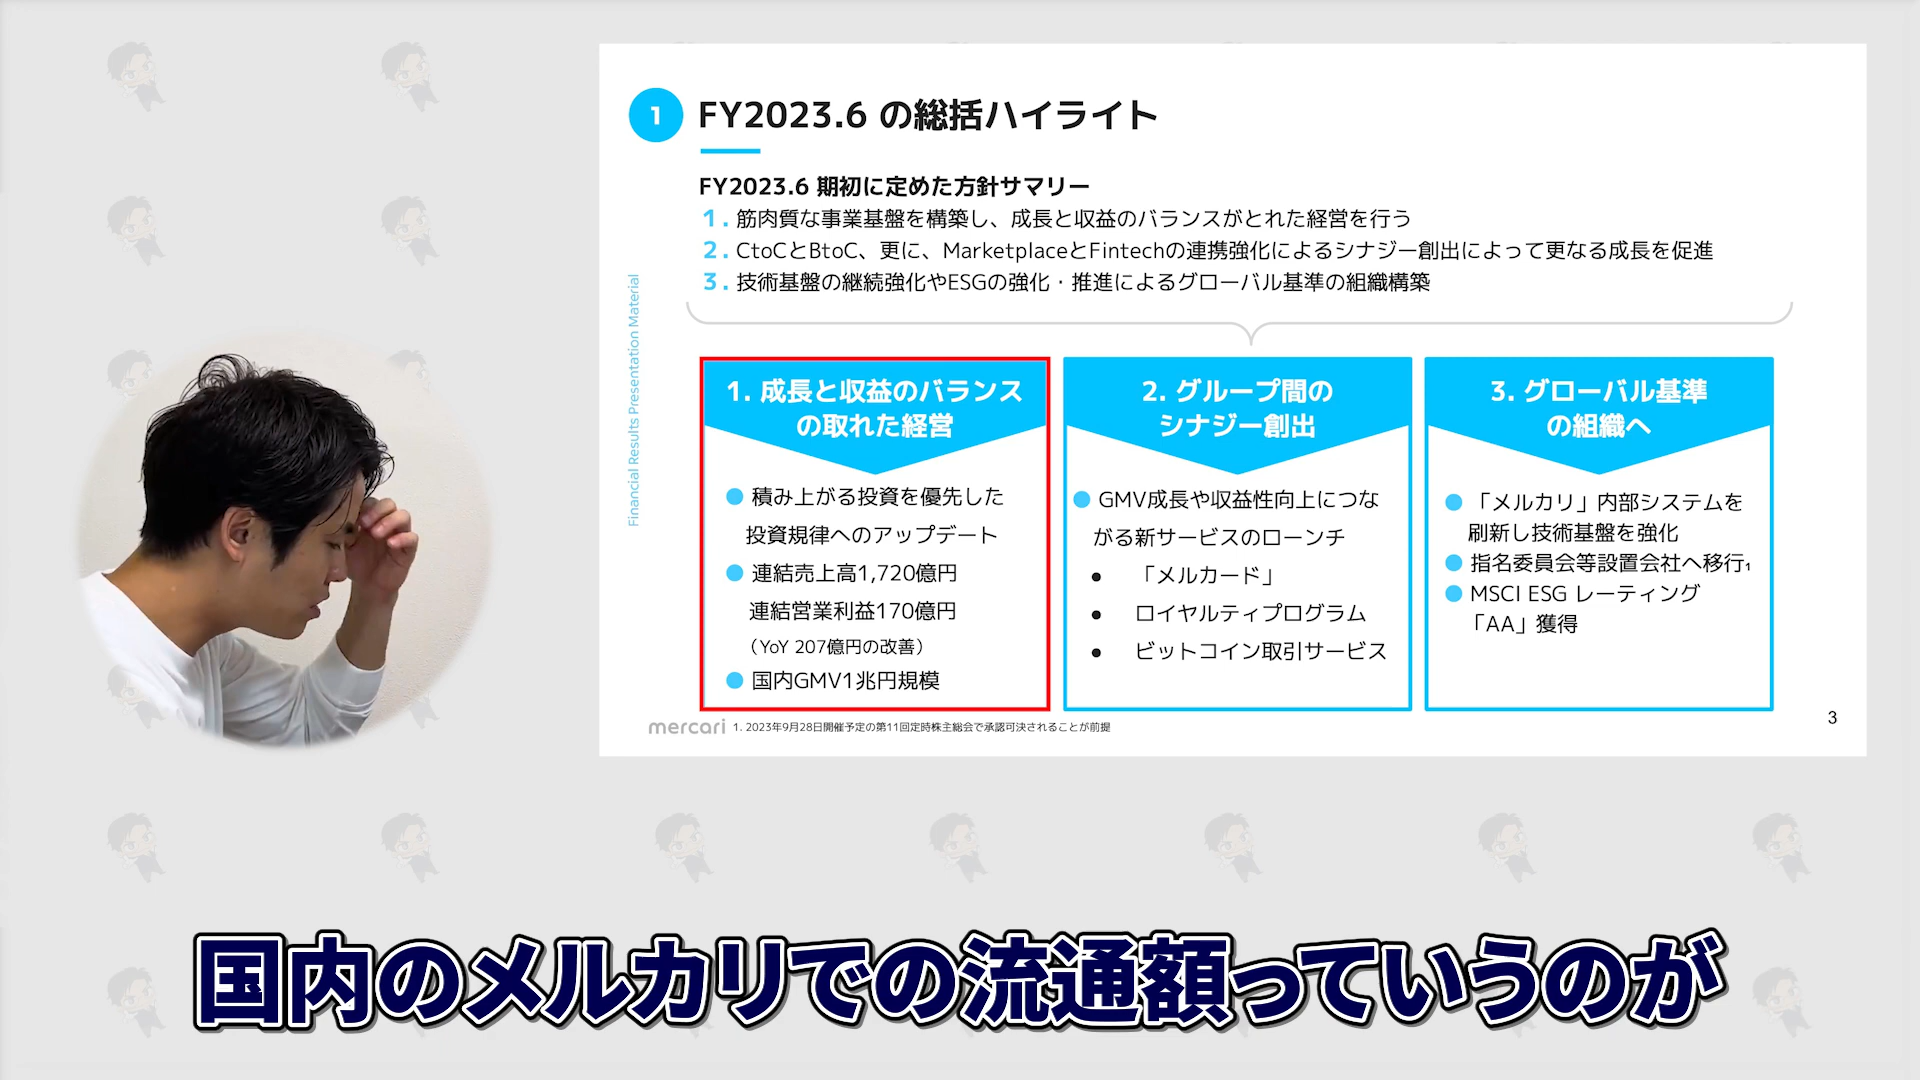 1
FY2023.6 の総括ハイライト
FY2023.6 期初に定めた方針サマリー
1. 筋肉質な事業基盤を構築し、成長と収益のバランスがとれた経営を行う
2. CtoCとBtoC、更に、MarketplaceとFintechの連携強化によるシナジー創出によって更なる成長を促進
3. 技術基盤の継続強化やESGの強化・推進によるグローバル基準の組織構築
Financial Results Presentation Material
1. 成長と収益のバランス
の取れた経営
● 積み上がる投資を優先した
投資規律へのアップデート
● 連結売上高1,720億円
連結営業利益170億円
（YoY 207億円の改善）
● 国内GMV1兆円規模
2. グループ間の
シナジー創出
● GMV成長や収益性向上につな
がる新サービスのローンチ
● 「メルカード」
● ロイヤルティプログラム
● ビットコイン取引サービス
3. グローバル基準
の組織へ
● 「メルカリ」内部システムを
刷新し技術基盤を強化
● 指名委員会等設置会社へ移行₁
● MSCI ESG レーティング
「AA」獲得
mercari 1. 2023年9月28日開催予定の第11回定時株主総会で承認可決されることが前提
3
国内のメルカリでの流通額っていうのが